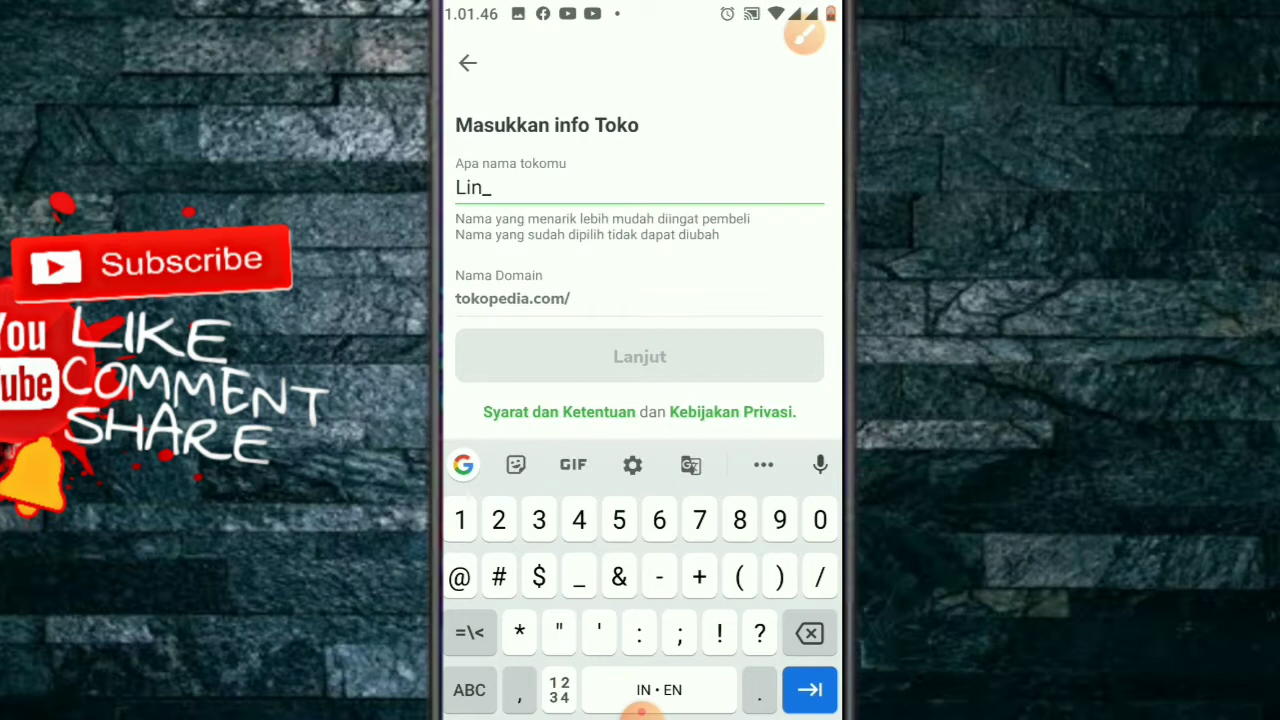 1.01.46
Masukkan info Toko
Apa nama tokomu
Lin_
Nama yang menarik lebih mudah diingat pembeli
Nama yang sudah dipilih tidak dapat diubah
Nama Domain
tokopedia.com/
Lanjut
Syarat dan Ketentuan dan Kebijakan Privasi.
GIF
1 2 3 4 5 6 7 8 9 0
@ # $ _ & - + ( ) /
=\< * " ' : ; ! ?
ABC , 12 34 IN • EN .
Subscribe
You
Tube
LIKE
COMMENT
SHARE